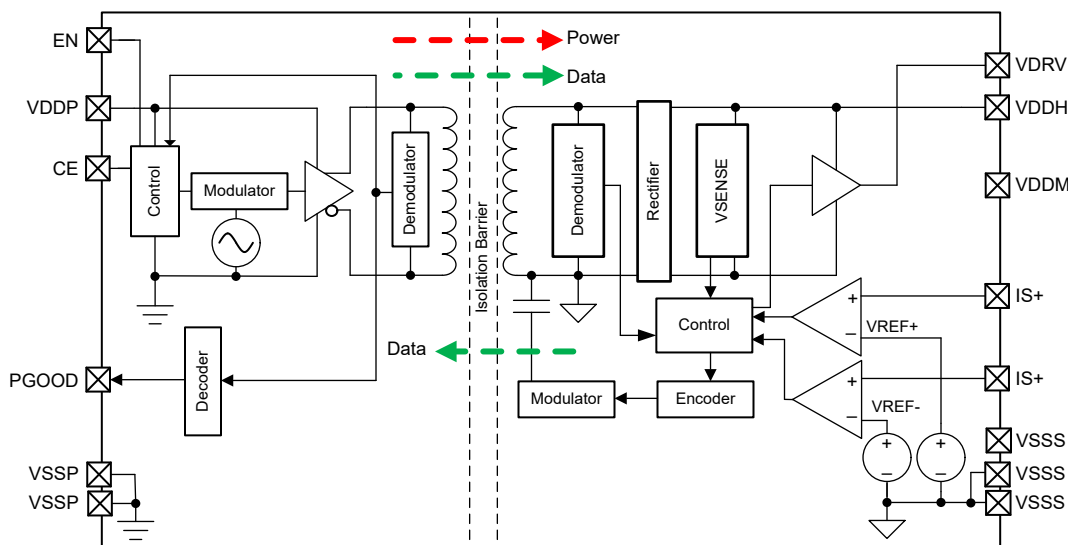 EN
VDDP
CE
PGOOD
VSSP
VSSP
Control
Modulator
Demodulator
Decoder
Power
Data
Isolation Barrier
Data
Demodulator
Rectifier
VSENSE
Control
Modulator
Encoder
+
−
VREF+
+
−
VREF-
+
−
+
−
VDRV
VDDH
VDDM
IS+
IS+
VSSS
VSSS
VSSS